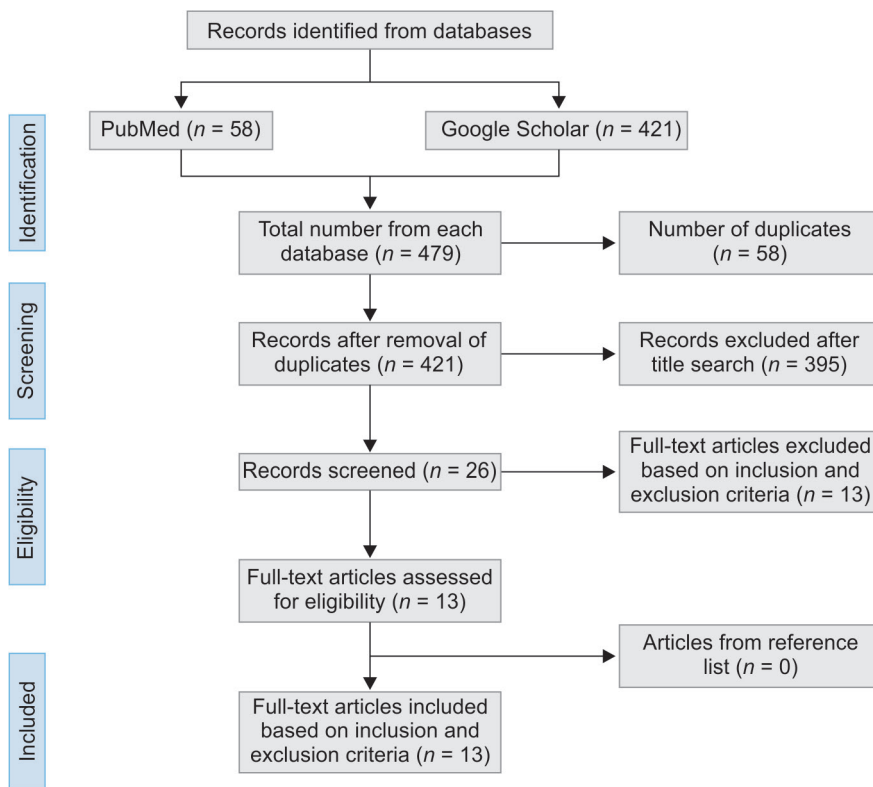 Records identified from databases
Identification
PubMed (n = 58)
Google Scholar (n = 421)
Total number from each
database (n = 479)
Number of duplicates
(n = 58)
Screening
Records after removal of
duplicates (n = 421)
Records excluded after
title search (n = 395)
Eligibility
Records screened (n = 26)
Full-text articles excluded
based on inclusion and
exclusion criteria (n = 13)
Full-text articles assessed
for eligibility (n = 13)
Included
Articles from reference
list (n = 0)
Full-text articles included
based on inclusion and
exclusion criteria (n = 13)